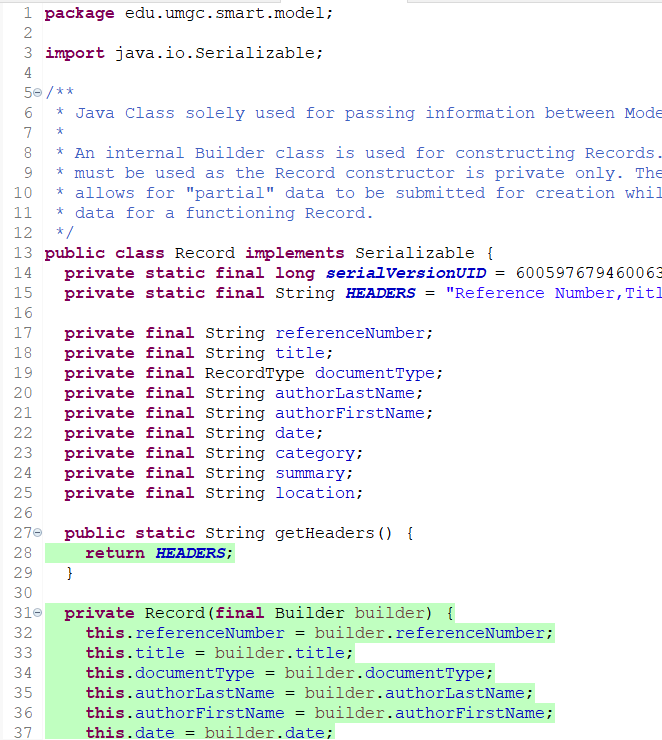 1 package edu.umgc.smart.model;
2
3 import java.io.Serializable;
4
5 /**
6  * Java Class solely used for passing information between Mode
7  *
8  * An internal Builder class is used for constructing Records.
9  * must be used as the Record constructor is private only. The
10  * allows for "partial" data to be submitted for creation whil
11  * data for a functioning Record.
12  */
13 public class Record implements Serializable {
14   private static final long serialVersionUID = 600597679460063
15   private static final String HEADERS = "Reference Number,Titl
16
17   private final String referenceNumber;
18   private final String title;
19   private final RecordType documentType;
20   private final String authorLastName;
21   private final String authorFirstName;
22   private final String date;
23   private final String category;
24   private final String summary;
25   private final String location;
26
27   public static String getHeaders() {
28     return HEADERS;
29   }
30
31   private Record(final Builder builder) {
32     this.referenceNumber = builder.referenceNumber;
33     this.title = builder.title;
34     this.documentType = builder.documentType;
35     this.authorLastName = builder.authorLastName;
36     this.authorFirstName = builder.authorFirstName;
37     this.date = builder.date;